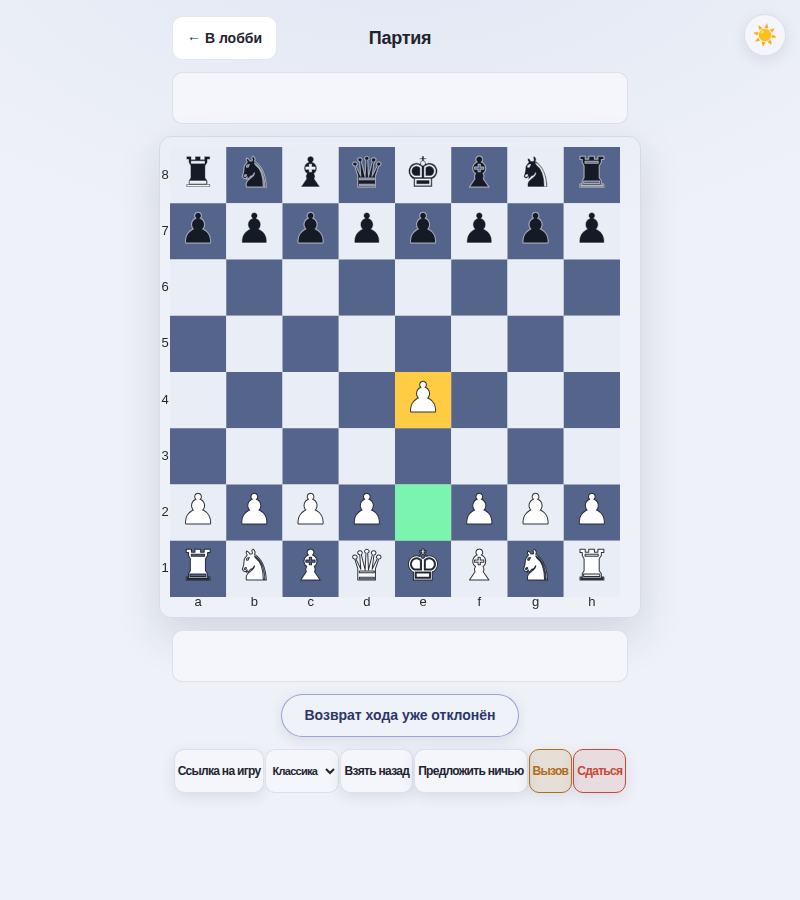 ← В лобби
Партия
8
7
6
5
4
3
2
1
a b c d e f g h
Возврат хода уже отклонён
Ссылка на игру Классика Взять назад Предложить ничью Вызов Сдаться